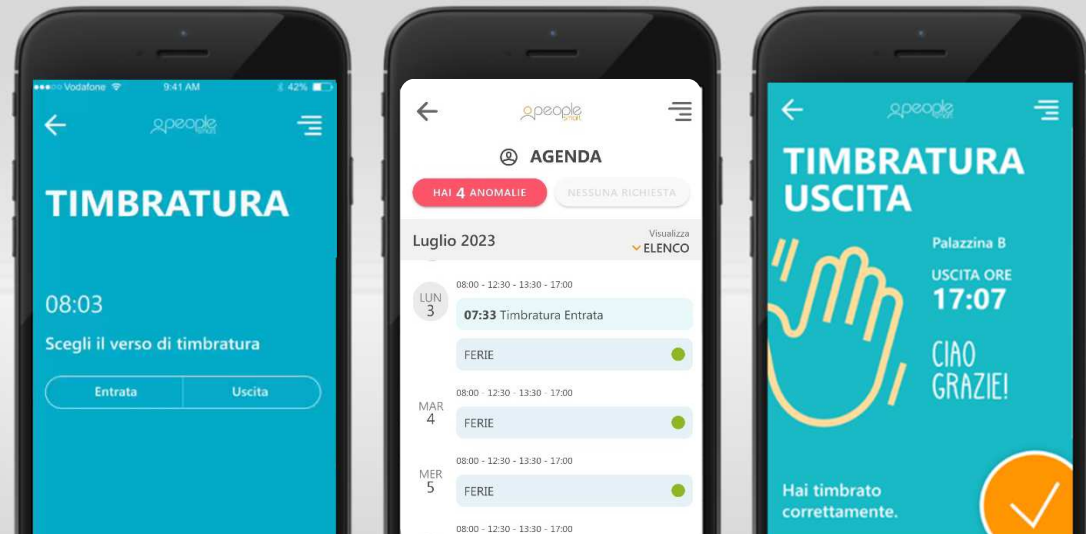 Vodafone 9:41 AM 42%
people smart
TIMBRATURA
08:03
Scegli il verso di timbratura
Entrata Uscita
people smart
AGENDA
HAI 4 ANOMALIE NESSUNA RICHIESTA
Luglio 2023
Visualizza
ELENCO
08:00 - 12:30 - 13:30 - 17:00
LUN
3
07:33 Timbratura Entrata
FERIE
08:00 - 12:30 - 13:30 - 17:00
MAR
4
FERIE
08:00 - 12:30 - 13:30 - 17:00
MER
5
FERIE
08:00 - 12:30 - 13:30 - 17:00
people smart
TIMBRATURA
USCITA
Palazzina B
USCITA ORE
17:07
CIAO
GRAZIE!
Hai timbrato
correttamente.